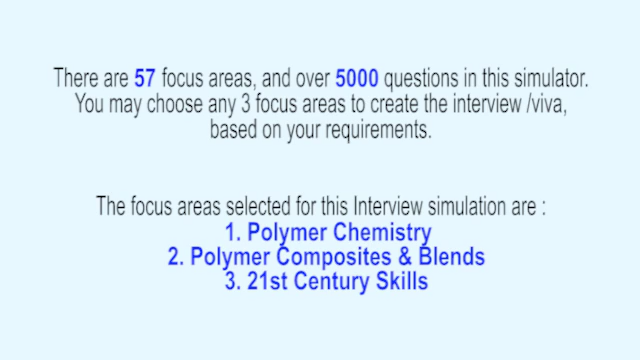 There are 57 focus areas, and over 5000 questions in this simulator.
You may choose any 3 focus areas to create the interview /viva,
based on your requirements.
The focus areas selected for this Interview simulation are :
1. Polymer Chemistry
2. Polymer Composites & Blends
3. 21st Century Skills